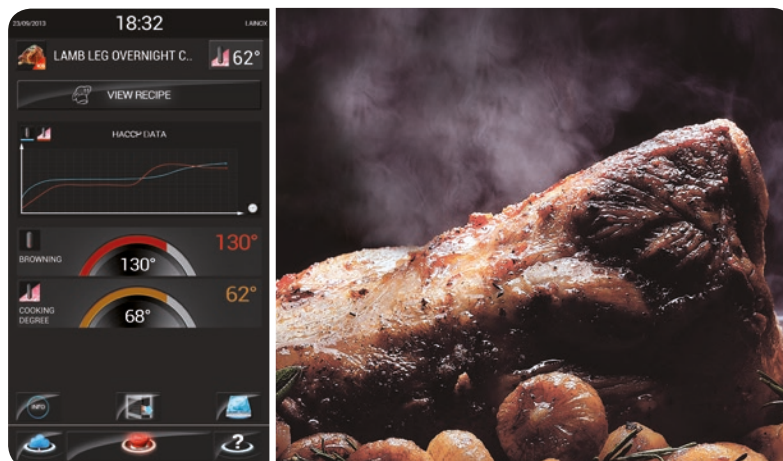 23/09/2013 18:32 LAINOX
LAMB LEG OVERNIGHT C.. 62°
VIEW RECIPE
HACCP DATA
130°
BROWNING
130°
62°
COOKING
DEGREE
68°
INFO
?